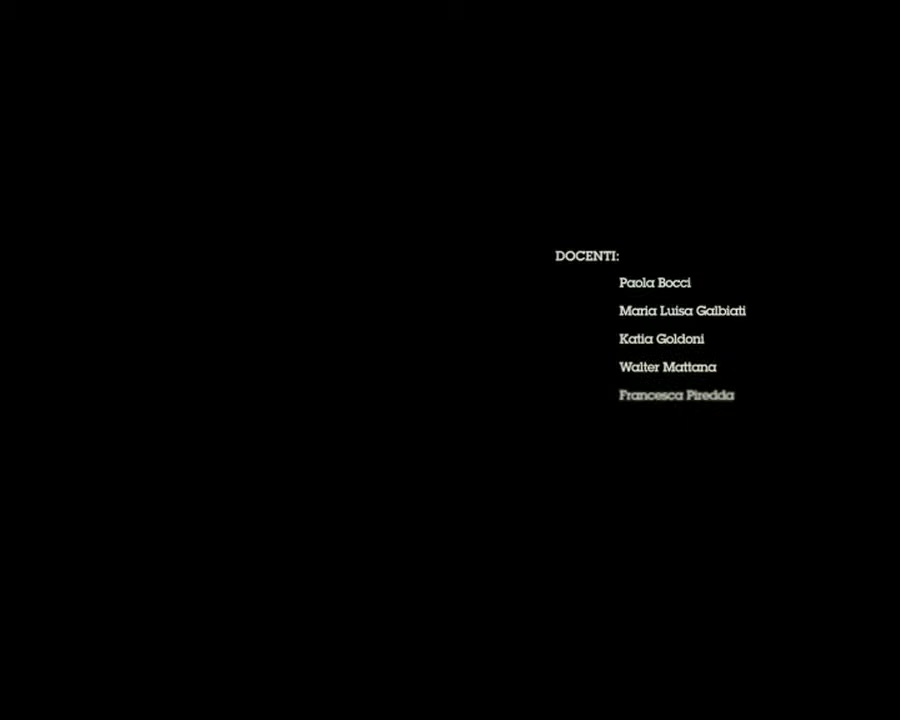 DOCENTI:
Paola Bocci
Maria Luisa Galbiati
Katia Goldoni
Walter Mattana
Francesca Piredda